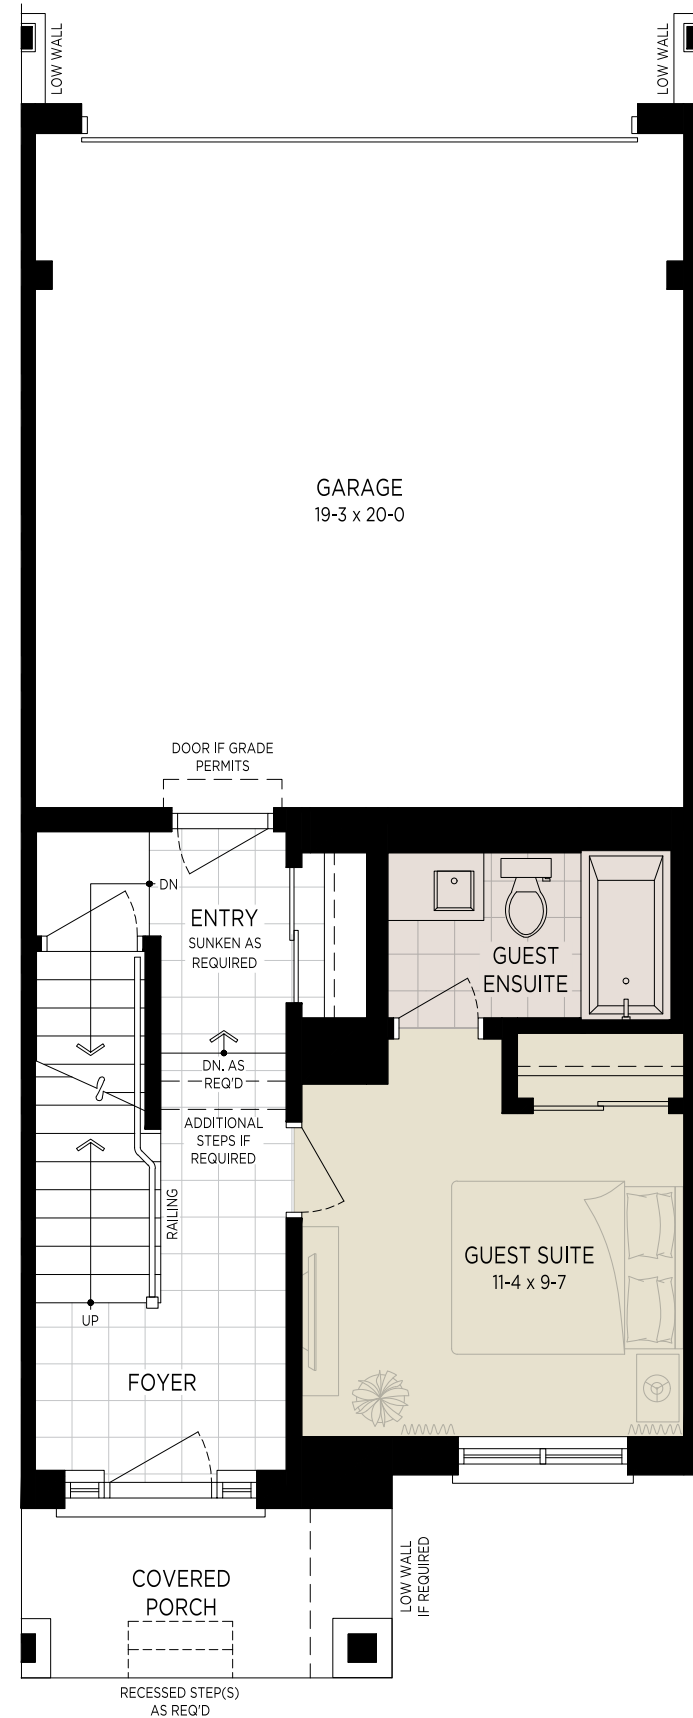 LOW WALL
LOW WALL
GARAGE
19-3 x 20-0
DOOR IF GRADE
PERMITS
DN
ENTRY
SUNKEN AS
REQUIRED
GUEST
ENSUITE
DN. AS
REQ'D
ADDITIONAL
STEPS IF
REQUIRED
RAILING
GUEST SUITE
11-4 x 9-7
UP
FOYER
COVERED
PORCH
LOW WALL
IF REQUIRED
RECESSED STEP(S)
AS REQ'D